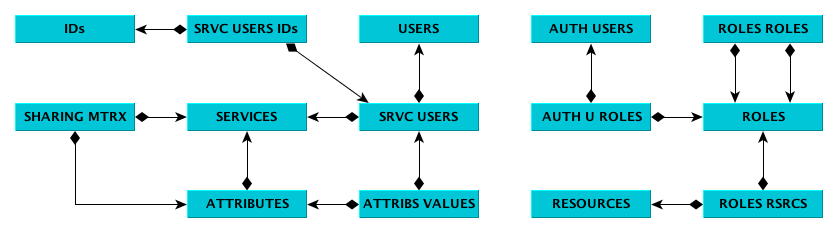 IDs
SRVC USERS IDs
USERS
AUTH USERS
ROLES ROLES
SHARING MTRX
SERVICES
SRVC USERS
AUTH U ROLES
ROLES
ATTRIBUTES
ATTRIBS VALUES
RESOURCES
ROLES RSRCS